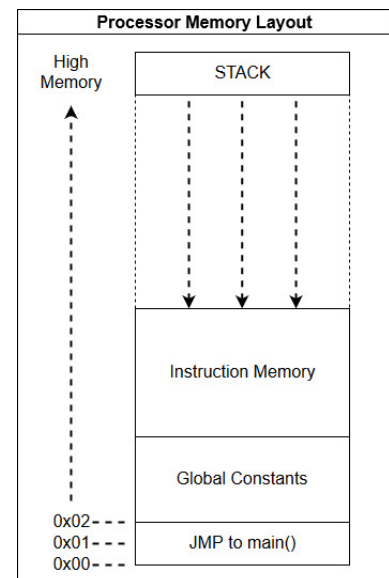 Processor Memory Layout
High
Memory
STACK
Instruction Memory
Global Constants
0x02
0x01
JMP to main()
0x00